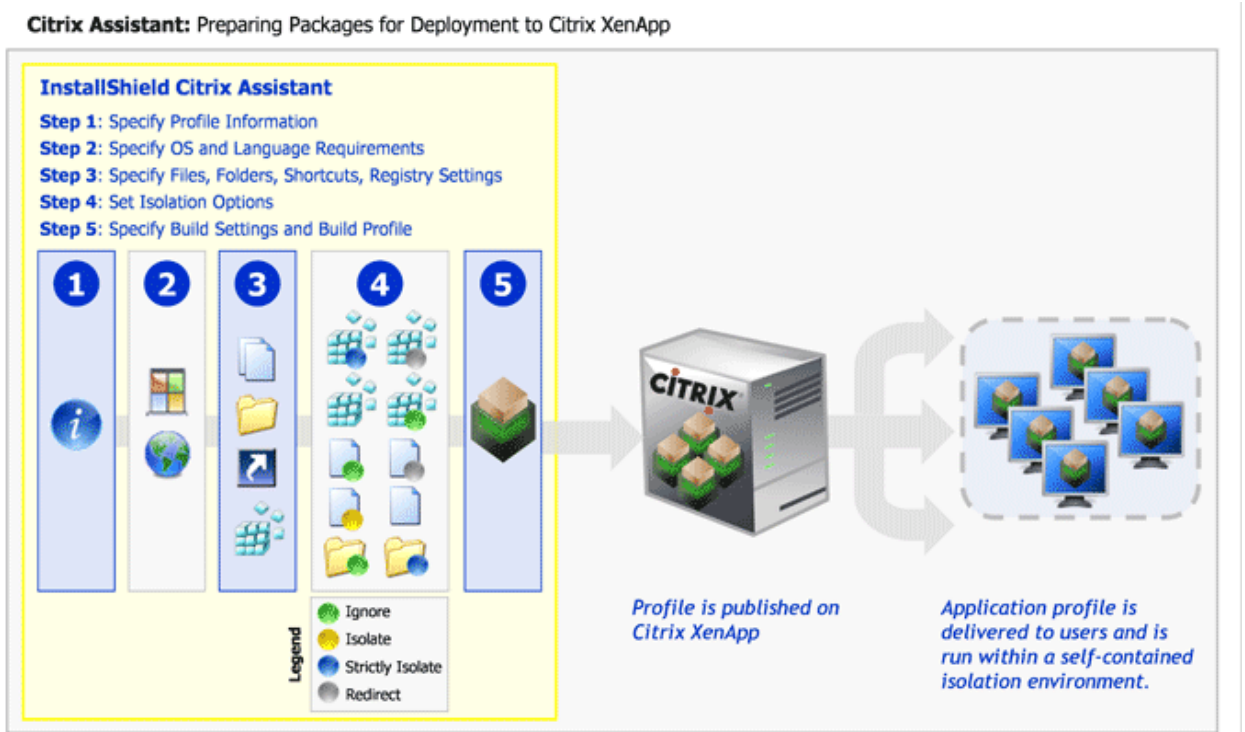 Citrix Assistant: Preparing Packages for Deployment to Citrix XenApp
InstallShield Citrix Assistant
Step 1: Specify Profile Information
Step 2: Specify OS and Language Requirements
Step 3: Specify Files, Folders, Shortcuts, Registry Settings
Step 4: Set Isolation Options
Step 5: Specify Build Settings and Build Profile
1
2
3
4
5
i
CITRIX
Legend
Ignore
Isolate
Strictly Isolate
Redirect
Profile is published on
Citrix XenApp
Application profile is
delivered to users and is
run within a self-contained
isolation environment.